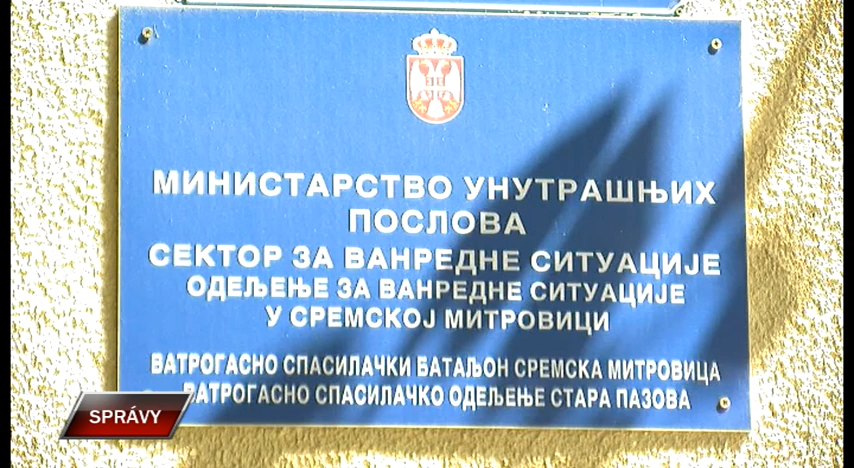 МИНИСТАРСТВО УНУТРАШЊИХ
ПОСЛОВА
СЕКТОР ЗА ВАНРЕДНЕ СИТУАЦИЈЕ
ОДЕЉЕЊЕ ЗА ВАНРЕДНЕ СИТУАЦИЈЕ
У СРЕМСКОЈ МИТРОВИЦИ
ВАТРОГАСНО СПАСИЛАЧКИ БАТАЉОН СРЕМСКА МИТРОВИЦА
ВАТРОГАСНО СПАСИЛАЧКО ОДЕЉЕЊЕ СТАРА ПАЗОВА
SPRÁVY